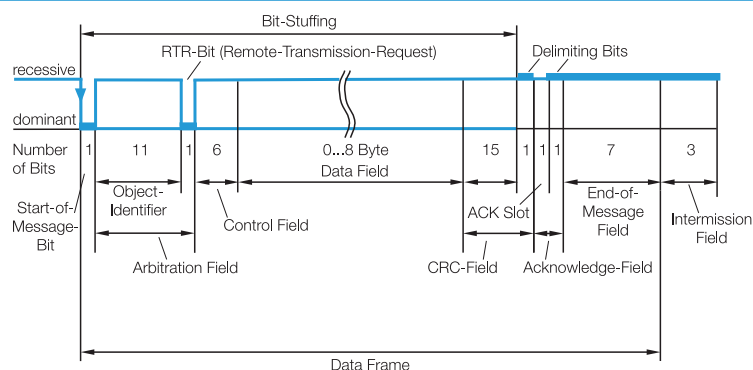 Bit-Stuffing
RTR-Bit (Remote-Transmission-Request)
Delimiting Bits
recessive
dominant
Number
of Bits
1 11 1 6 0...8 Byte 15 1 1 1 7 3
Data Field
Start-of-
Message-
Bit
Object-
Identifier
Control Field
ACK Slot
End-of-
Message
Field
Intermission
Field
Arbitration Field
CRC-Field
Acknowledge-Field
Data Frame